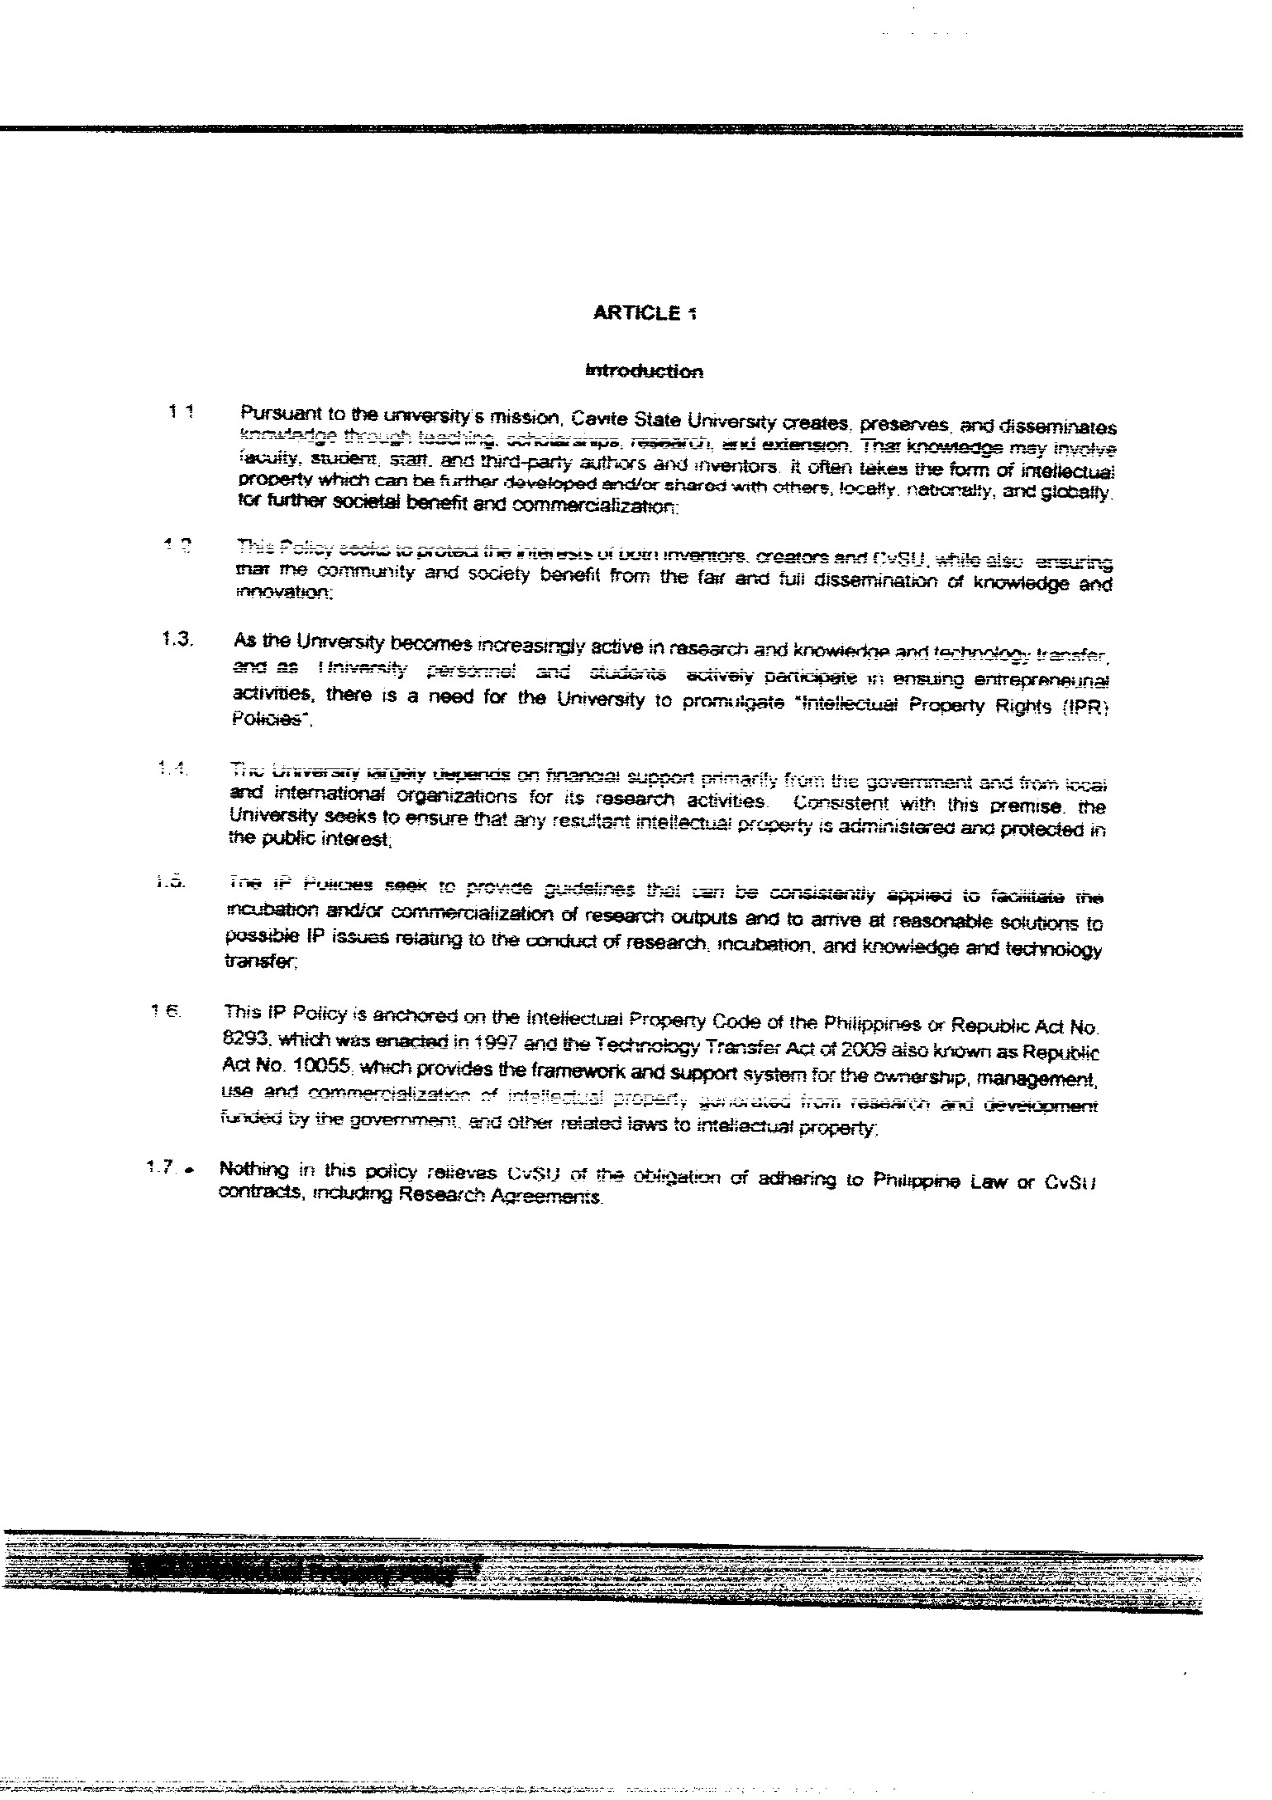 ARTICLE 1
Introduction
1.1 Pursuant to the university's mission, Cavite State University creates, preserves, and disseminates
knowledge through teaching, scholarships, research, and extension. That knowledge may involve
faculty, student, staff, and third-party authors and inventors. it often takes the form of intellectual
property which can be further developed and/or shared with others, locally, nationally, and globally,
for further societal benefit and commercialization;
1.2 This Policy seeks to protect the interests of both inventors, creators and CvSU, while also ensuring
that the community and society benefit from the fair and full dissemination of knowledge and
innovation;
1.3. As the University becomes increasingly active in research and knowledge and technology transfer,
and as University personnel and students actively participate in ensuing entrepreneurial
activities, there is a need for the University to promulgate "Intellectual Property Rights (IPR)
Policies".
1.4. The University largely depends on financial support primarily from the government and from local
and international organizations for its research activities. Consistent with this premise, the
University seeks to ensure that any resultant intellectual property is administered and protected in
the public interest;
1.5. The IP Policies seek to provide guidelines that can be consistently applied to facilitate the
incubation and/or commercialization of research outputs and to arrive at reasonable solutions to
possible IP issues relating to the conduct of research, incubation, and knowledge and technology
transfer;
1.6. This IP Policy is anchored on the Intellectual Property Code of the Philippines or Republic Act No.
8293, which was enacted in 1997 and the Technology Transfer Act of 2009 also known as Republic
Act No. 10055, which provides the framework and support system for the ownership, management,
use and commercialization of intellectual property generated from research and development
funded by the government, and other related laws to intellectual property;
1.7. Nothing in this policy relieves CvSU of the obligation of adhering to Philippine Law or CvSU
contracts, including Research Agreements.
Property Policy